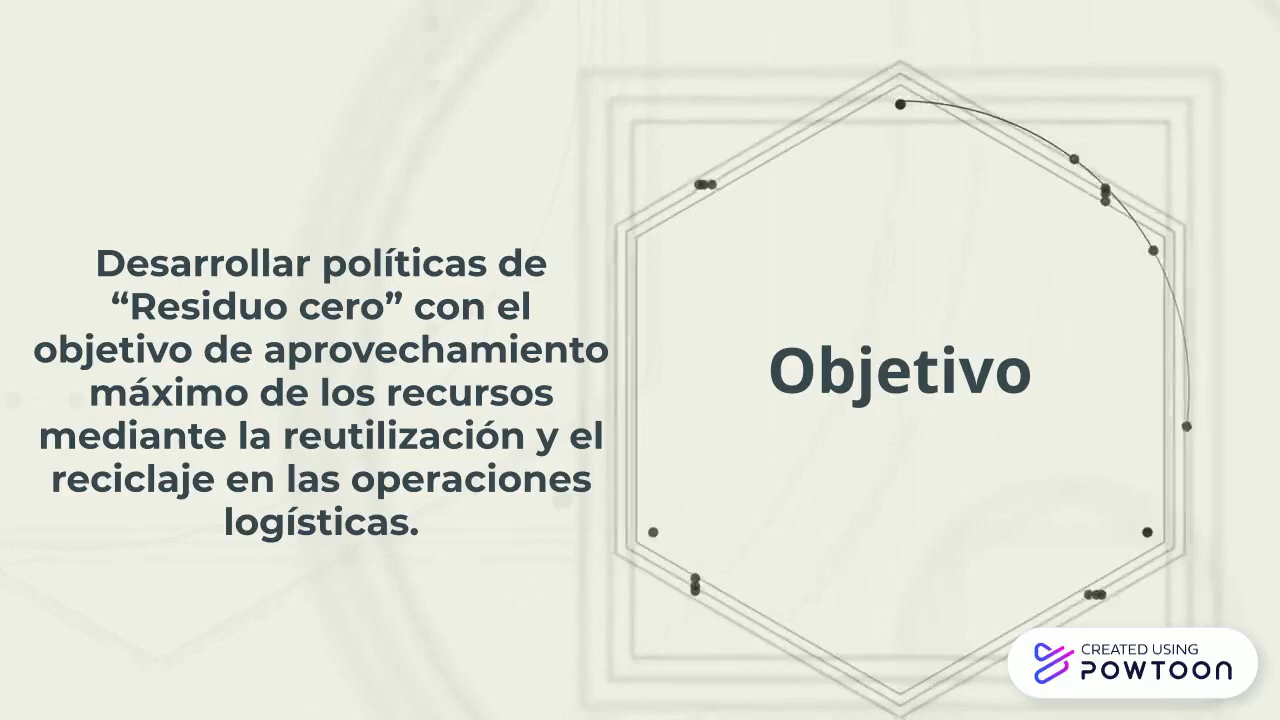 Desarrollar políticas de
“Residuo cero” con el
objetivo de aprovechamiento
máximo de los recursos
mediante la reutilización y el
reciclaje en las operaciones
logísticas.
Objetivo
CREATED USING
POWTOON